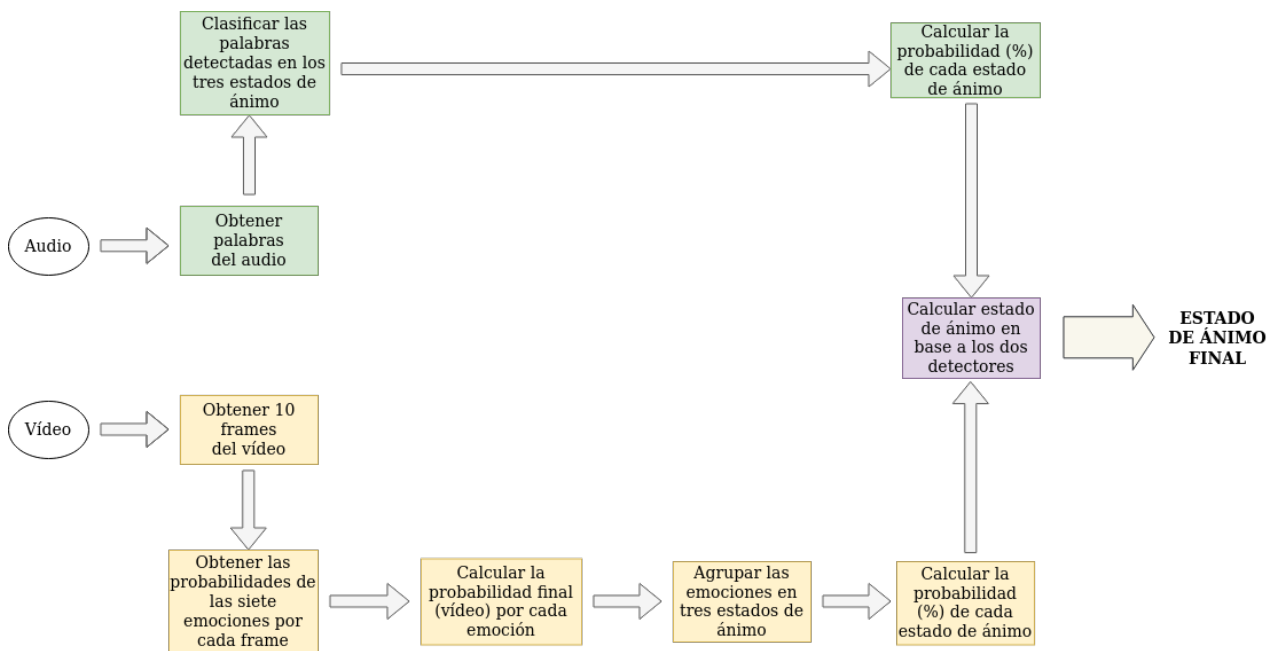 Clasificar las
palabras
detectadas en los
tres estados de
ánimo
Calcular la
probabilidad (%)
de cada estado
de ánimo
Audio
Obtener
palabras
del audio
Calcular estado
de ánimo en
base a los dos
detectores
ESTADO
DE ÁNIMO
FINAL
Vídeo
Obtener 10
frames
del vídeo
Obtener las
probabilidades de
las siete
emociones por
cada frame
Calcular la
probabilidad final
(vídeo) por cada
emoción
Agrupar las
emociones en
tres estados de
ánimo
Calcular la
probabilidad
(%) de cada
estado de ánimo